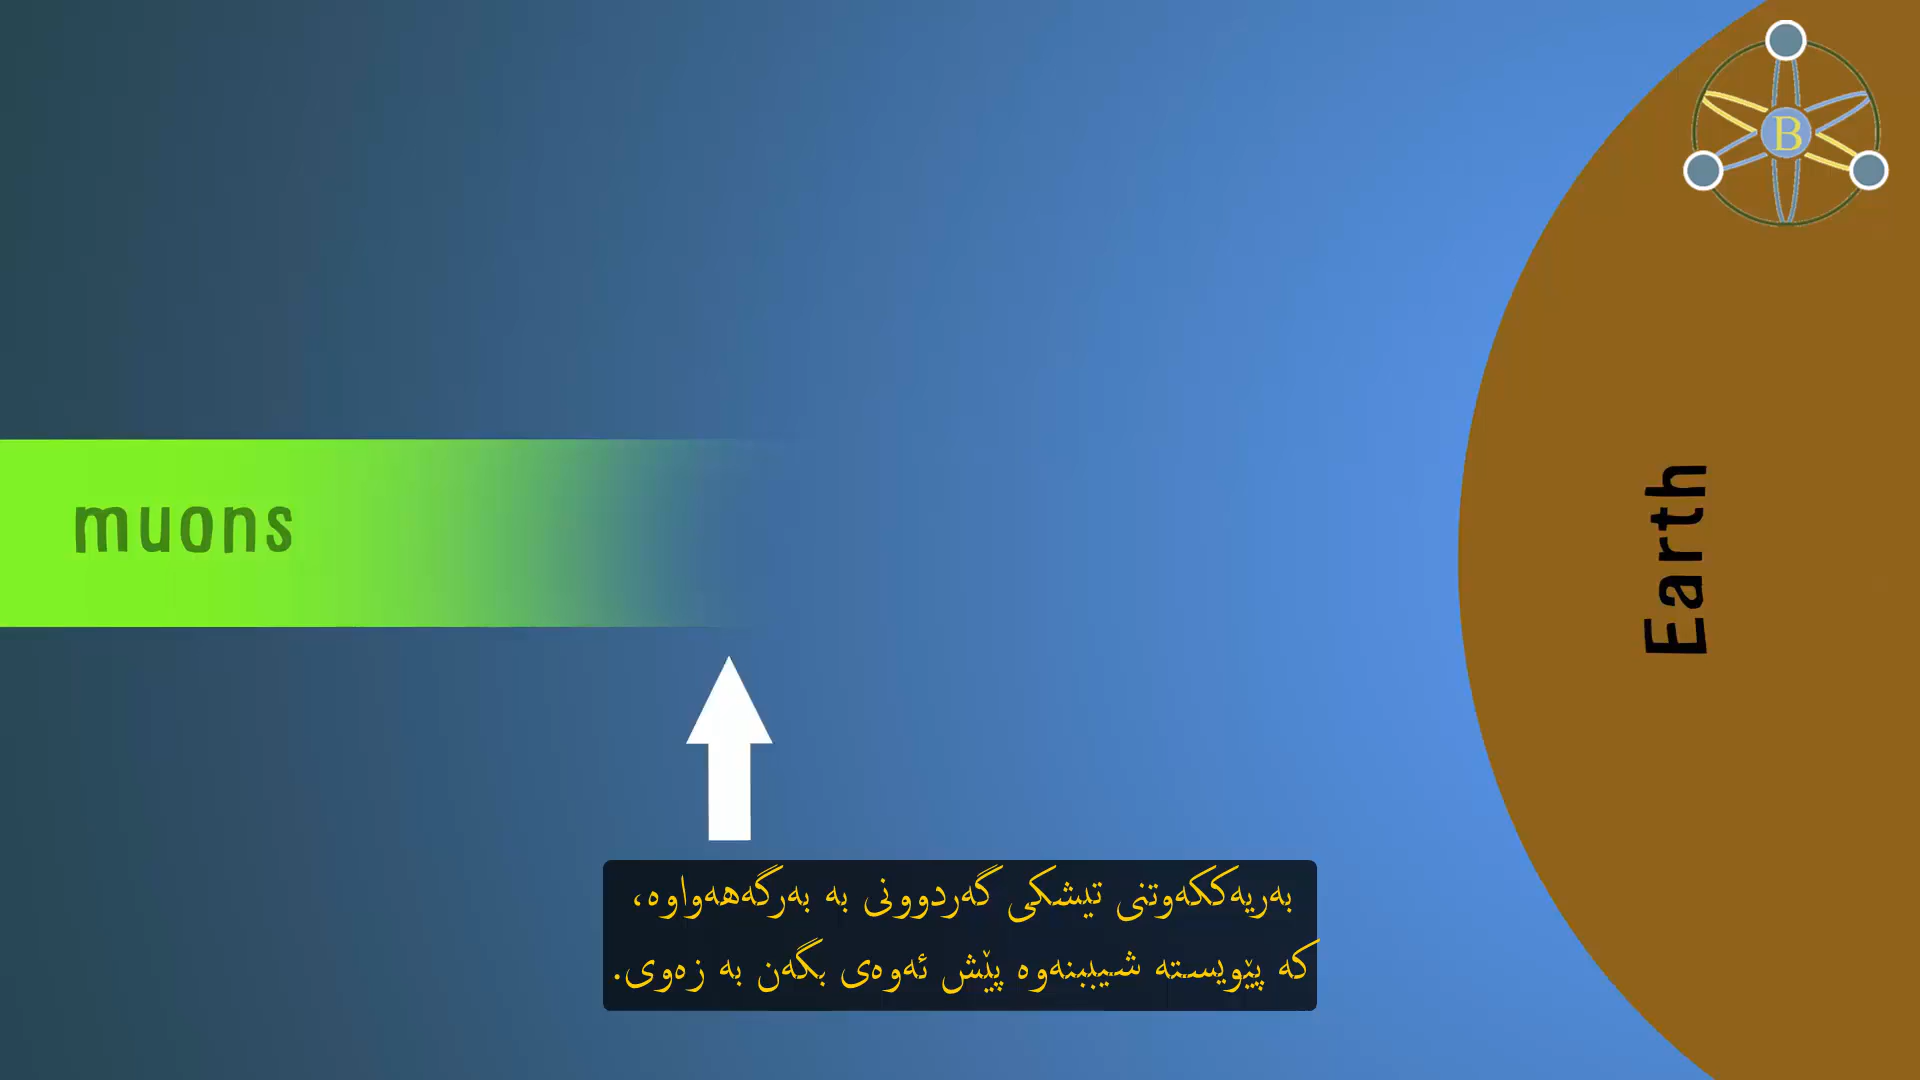 B
muons
Earth
بەریەککەوتنی تیشکی گەردوونی بە بەرگەهەواوە،
کە پێویستە شیببنەوە پێش ئەوەی بگەن بە زەوی.